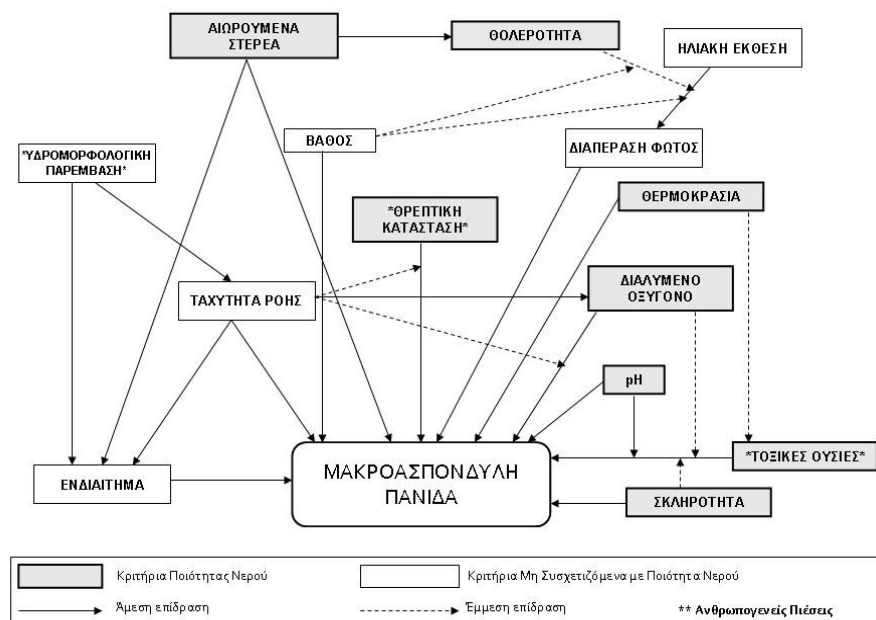 ΑΙΩΡΟΥΜΕΝΑ
ΣΤΕΡΕΑ
ΘΟΛΕΡΟΤΗΤΑ
ΗΛΙΑΚΗ ΕΚΘΕΣΗ
ΒΑΘΟΣ
ΔΙΑΠΕΡΑΣΗ ΦΩΤΟΣ
*ΥΔΡΟΜΟΡΦΟΛΟΓΙΚΗ
ΠΑΡΕΜΒΑΣΗ*
ΘΕΡΜΟΚΡΑΣΙΑ
*ΘΡΕΠΤΙΚΗ
ΚΑΤΑΣΤΑΣΗ*
ΤΑΧΥΤΗΤΑ ΡΟΗΣ
ΔΙΑΛΥΜΕΝΟ
ΟΞΥΓΟΝΟ
pH
ΜΑΚΡΟΑΣΠΟΝΔΥΛΗ
ΠΑΝΙΔΑ
*ΤΟΞΙΚΕΣ ΟΥΣΙΕΣ*
ΕΝΔΙΑΙΤΗΜΑ
ΣΚΛΗΡΟΤΗΤΑ
Κριτήρια Ποιότητας Νερού
Κριτήρια Μη Συσχετιζόμενα με Ποιότητα Νερού
Άμεση επίδραση
Έμμεση επίδραση
** Ανθρωπογενείς Πιέσεις